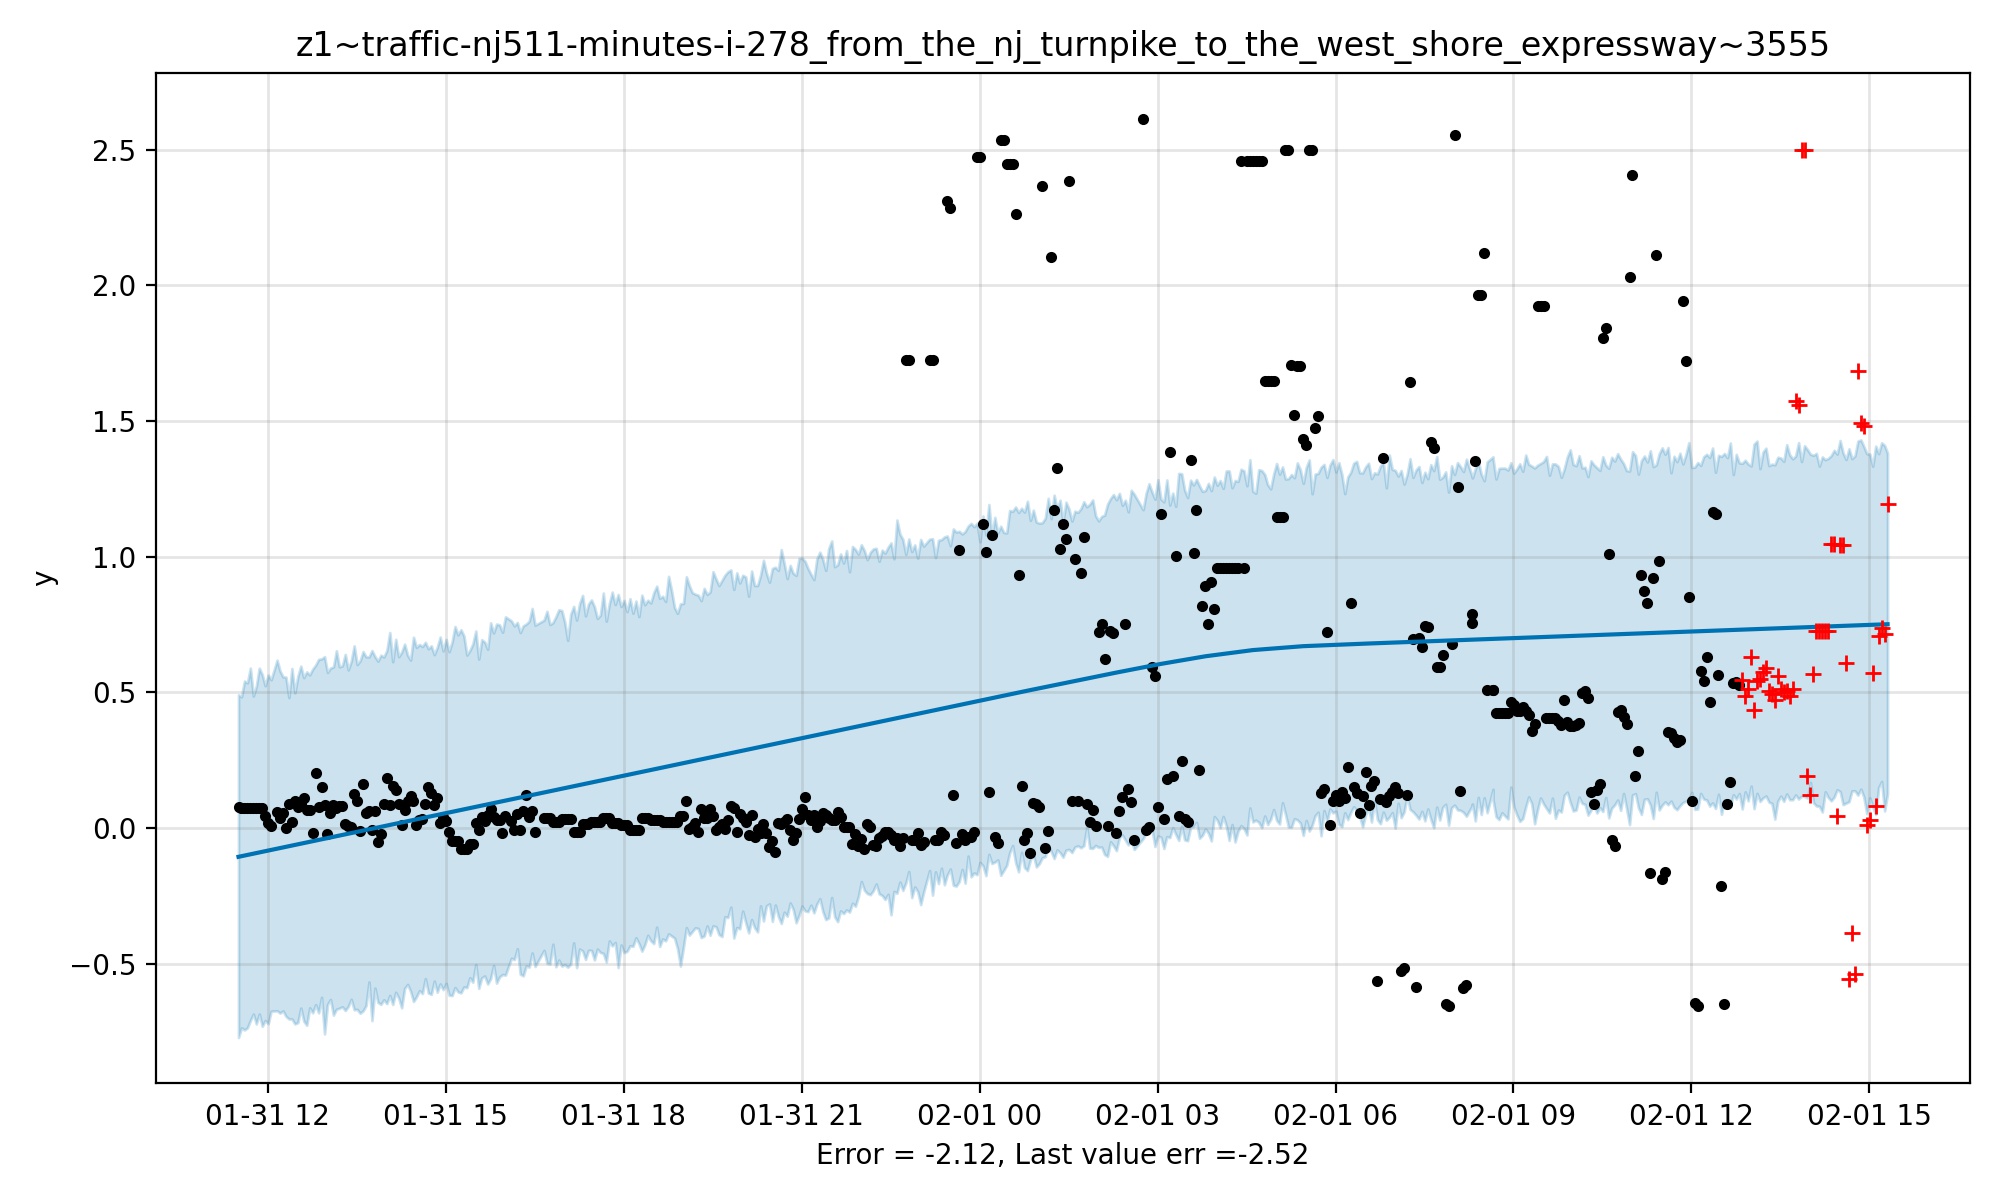 z1~traffic-nj511-minutes-i-278_from_the_nj_turnpike_to_the_west_shore_expressway~3555
2.5
2.0
1.5
1.0
0.5
0.0
−0.5
y
01-31 12 01-31 15 01-31 18 01-31 21 02-01 00 02-01 03 02-01 06 02-01 09 02-01 12 02-01 15
Error = -2.12, Last value err =-2.52